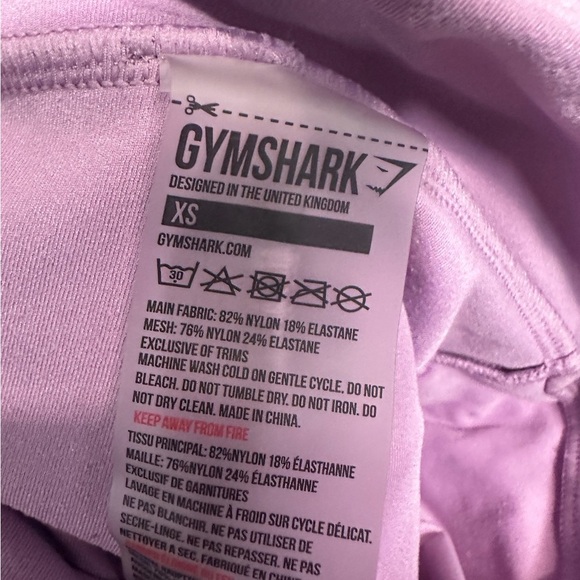 GYMSHARK
DESIGNED IN THE UNITED KINGDOM
XS
GYMSHARK.COM
30
MAIN FABRIC: 82% NYLON 18% ELASTANE
MESH: 76% NYLON 24% ELASTANE
EXCLUSIVE OF TRIMS
MACHINE WASH COLD ON GENTLE CYCLE. DO NOT
BLEACH. DO NOT TUMBLE DRY. DO NOT IRON. DO
NOT DRY CLEAN. MADE IN CHINA.
KEEP AWAY FROM FIRE
TISSU PRINCIPAL: 82%NYLON 18% ÉLASTHANNE
MAILLE: 76%NYLON 24% ÉLASTHANNE
EXCLUSIF DE GARNITURES
LAVAGE EN MACHINE À FROID SUR CYCLE DÉLICAT.
NE PAS BLANCHIR. NE PAS UTILISER DE
SECHE-LINGE. NE PAS REPASSER. NE PAS
NETTOYER A SEC. FABRIQUÉ EN CHINE